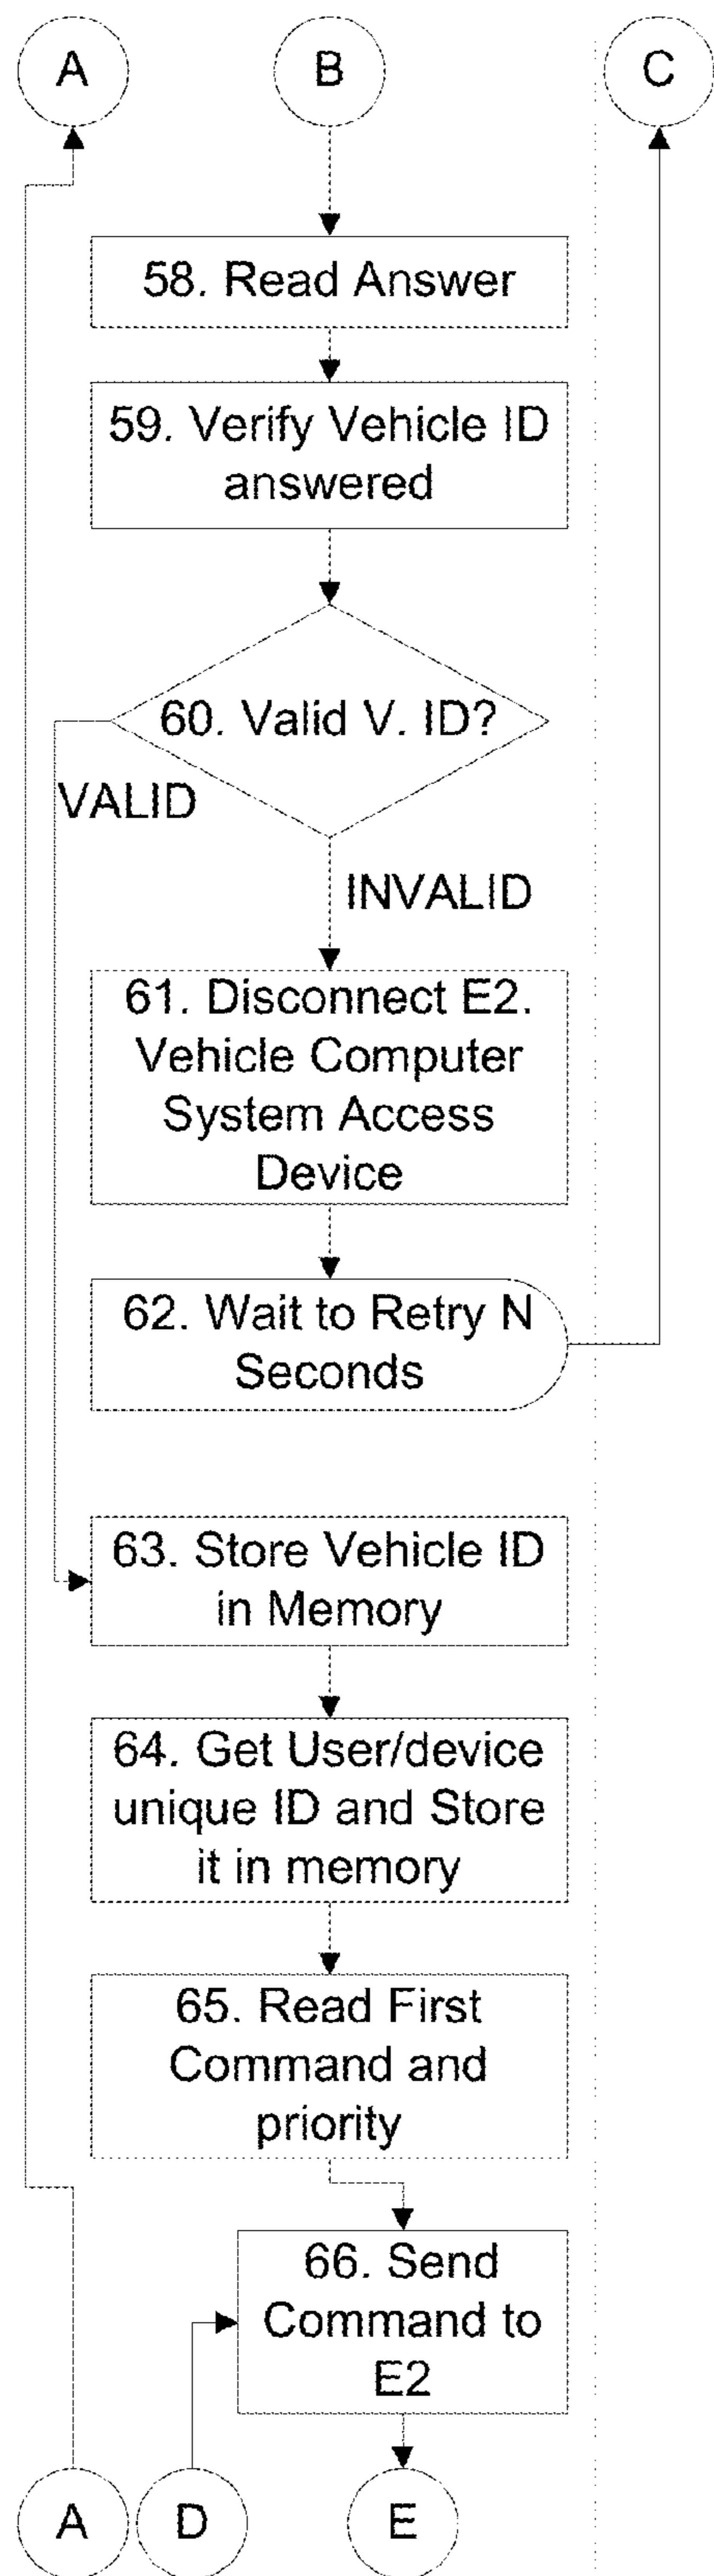 A
B
C
58. Read Answer
59. Verify Vehicle ID
answered
60. Valid V. ID?
VALID
INVALID
61. Disconnect E2.
Vehicle Computer
System Access
Device
62. Wait to Retry N
Seconds
63. Store Vehicle ID
in Memory
64. Get User/device
unique ID and Store
it in memory
65. Read First
Command and
priority
66. Send
Command to
E2
A
D
E